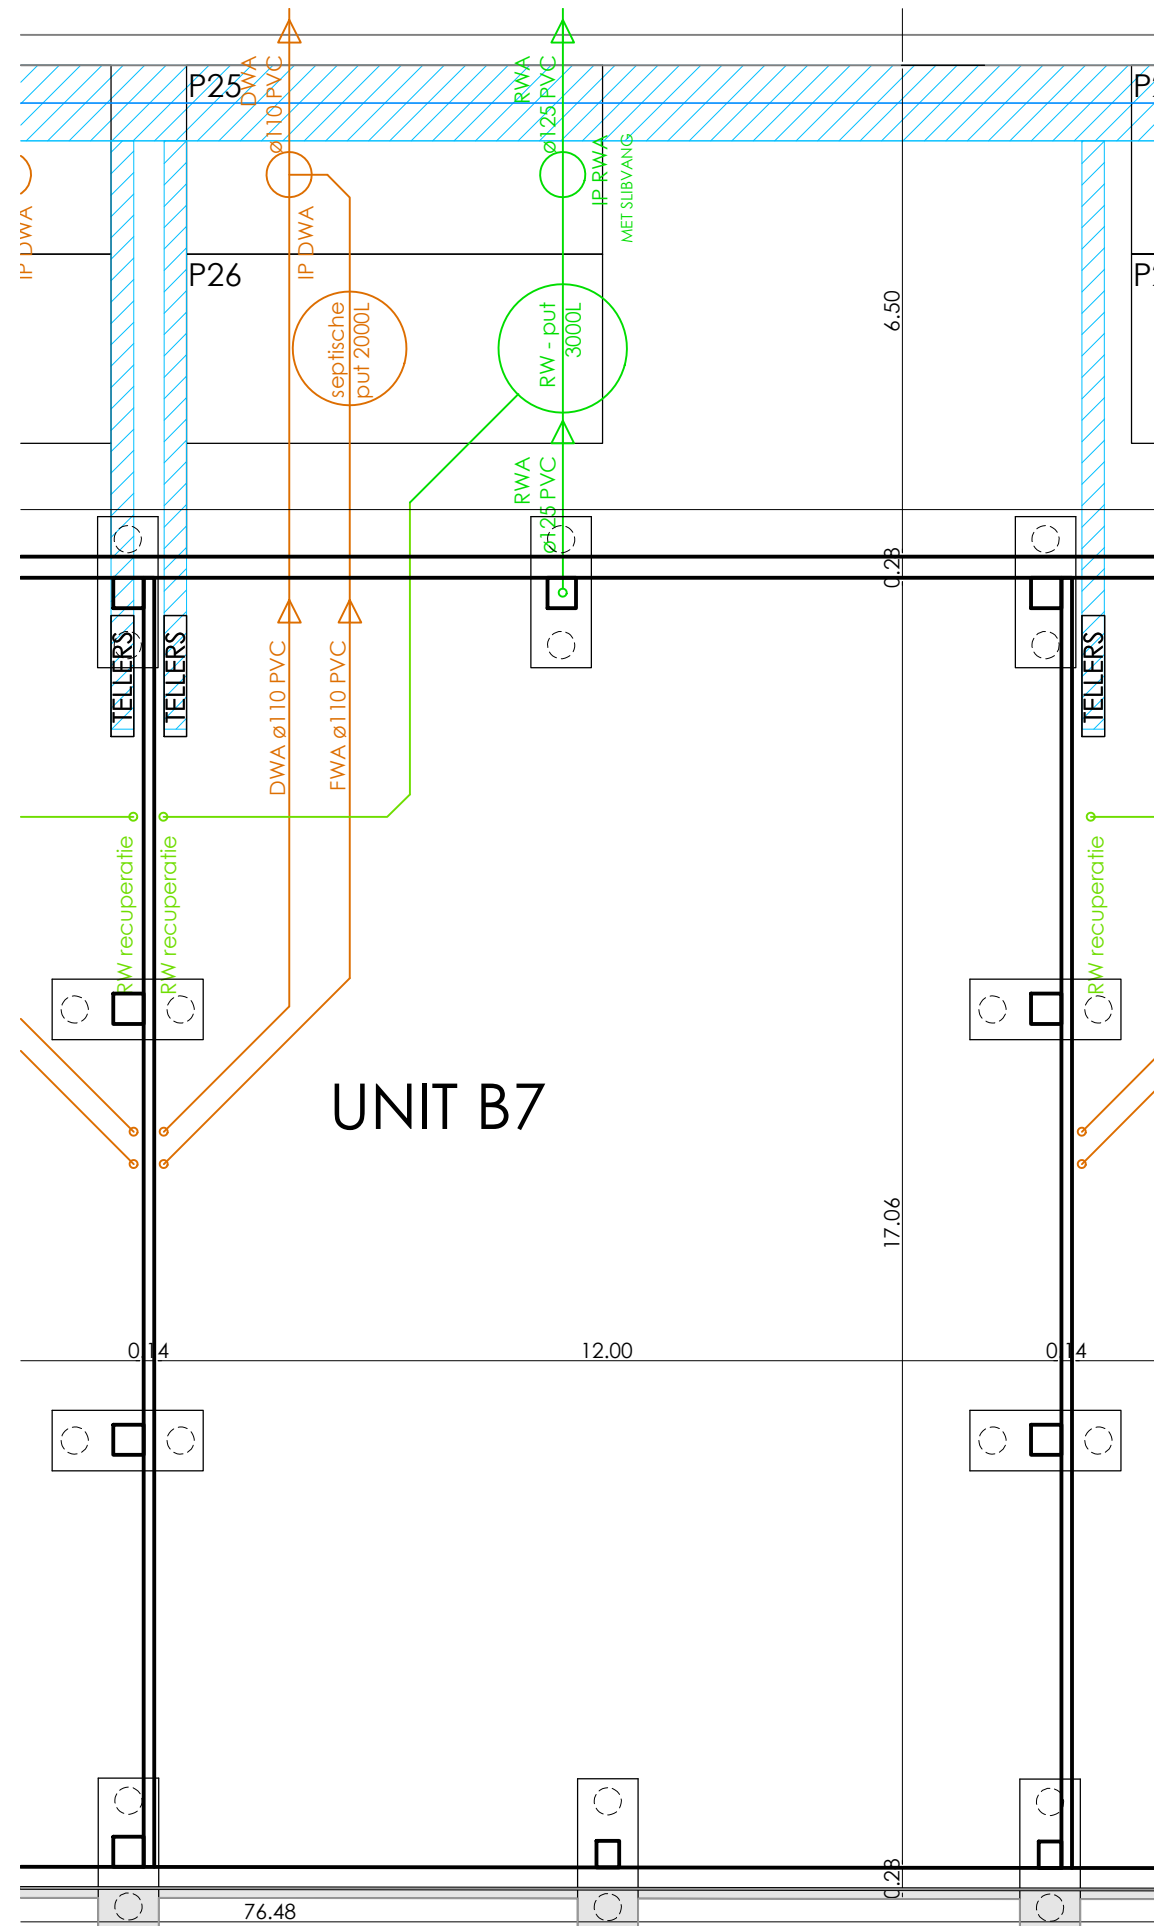 P25
DWA
ø110 PVC
RWA
ø125 PVC
IP RWA
MET SLIBVANG
IP DWA
IP DWA
P26
septische
put 2000L
RW - put
3000L
6.50
RWA
ø125 PVC
0.28
TELLERS
TELLERS
TELLERS
DWA ø110 PVC
FWA ø110 PVC
RW recuperatie
RW recuperatie
RW recuperatie
UNIT B7
17.06
0.14
12.00
0.14
0.28
76.48